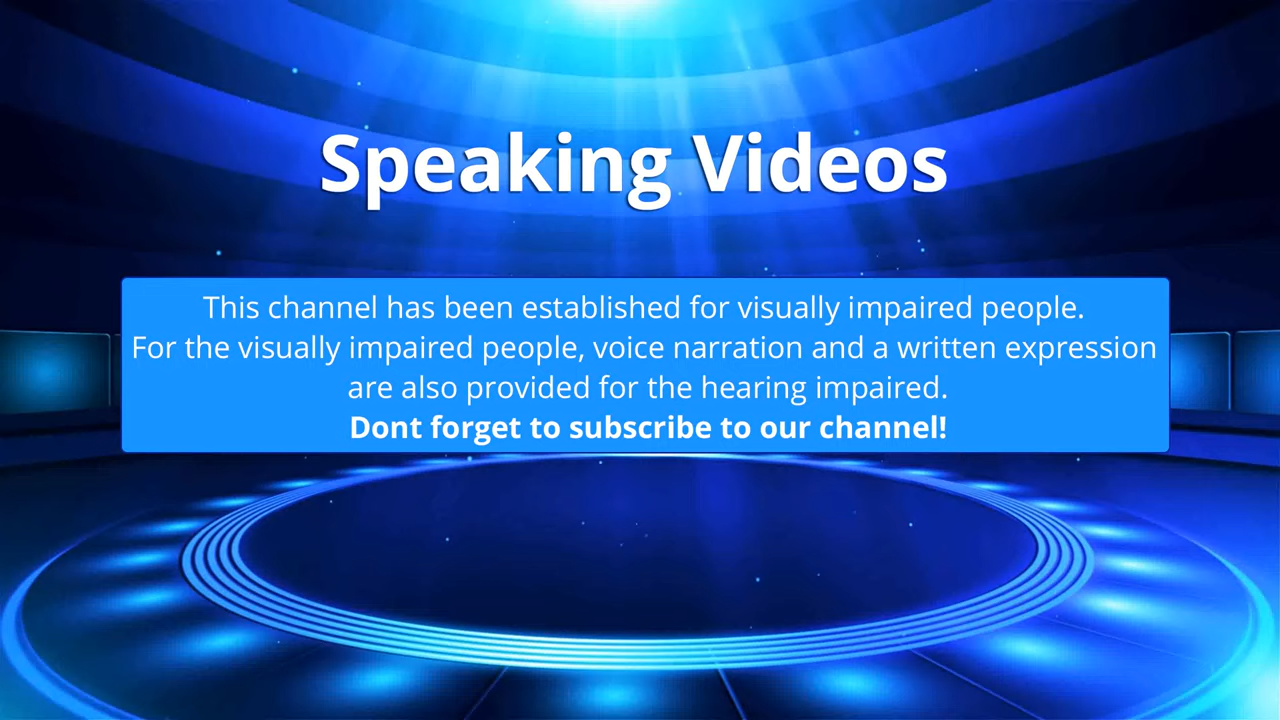 Speaking Videos
This channel has been established for visually impaired people.
For the visually impaired people, voice narration and a written expression
are also provided for the hearing impaired.
Dont forget to subscribe to our channel!